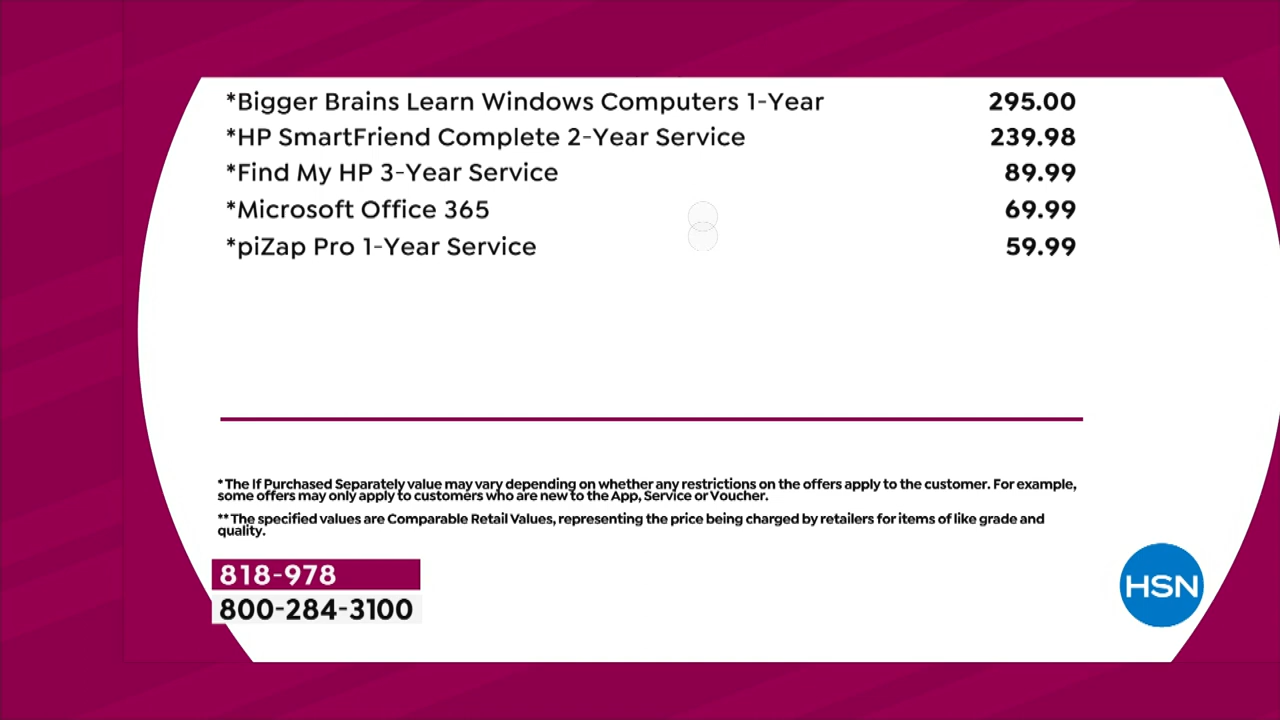 *Bigger Brains Learn Windows Computers 1-Year 295.00
*HP SmartFriend Complete 2-Year Service 239.98
*Find My HP 3-Year Service 89.99
*Microsoft Office 365 69.99
*piZap Pro 1-Year Service 59.99
* The If Purchased Separately value may vary depending on whether any restrictions on the offers apply to the customer. For example,
some offers may only apply to customers who are new to the App, Service or Voucher.
** The specified values are Comparable Retail Values, representing the price being charged by retailers for items of like grade and
quality.
818-978
800-284-3100
HSN